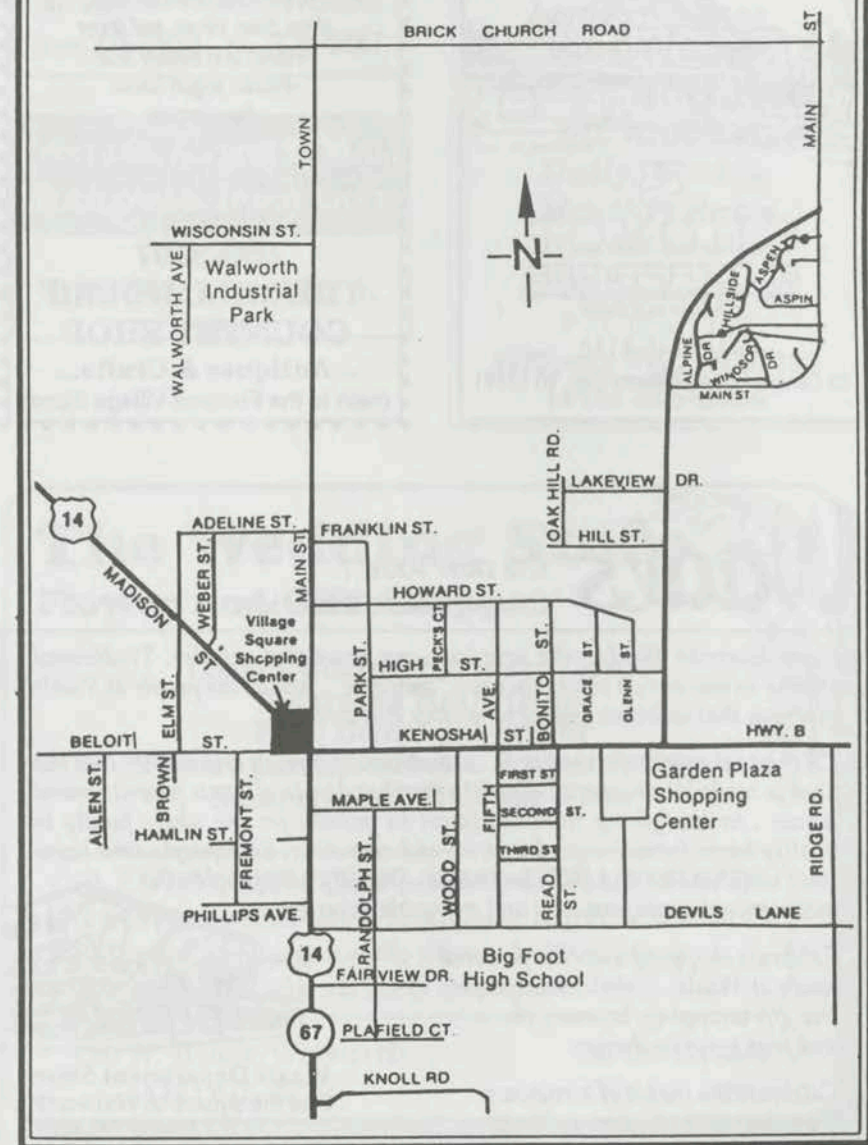 BRICK CHURCH ROAD
MAIN ST
TOWN
N
WISCONSIN ST.
WALWORTH AVE
Walworth
Industrial
Park
HILLSIDE
ASPEN
ASPIN
ALPINE DR
WINDSOR DR
MAIN ST
OAK HILL RD.
LAKEVIEW DR.
HILL ST.
14
MADISON ST
ADELINE ST.
FRANKLIN ST.
WEBER ST.
MAIN ST.
HOWARD ST.
Village
Square
Shopping
Center
ELM ST.
PARK ST.
PECK'S CT
HIGH ST.
FIFTH AVE.
BONITO ST.
GRACE ST
GLENN ST
BELOIT ST.
KENOSHA ST.
HWY. B
ALLEN ST.
BROWN
FREMONT ST.
HAMLIN ST.
MAPLE AVE.
RANDOLPH ST.
WOOD ST.
FIRST ST
SECOND ST.
THIRD ST
READ ST.
Garden Plaza
Shopping
Center
RIDGE RD.
PHILLIPS AVE.
DEVILS LANE
14
FAIRVIEW DR.
Big Foot
High School
67
PLAFIELD CT.
KNOLL RD